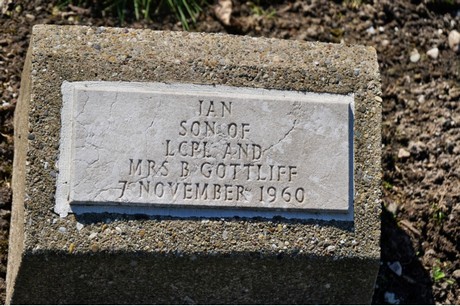 IAN
SON OF
LCPL AND
MRS B GOTTLIFF
7 NOVEMBER 1960